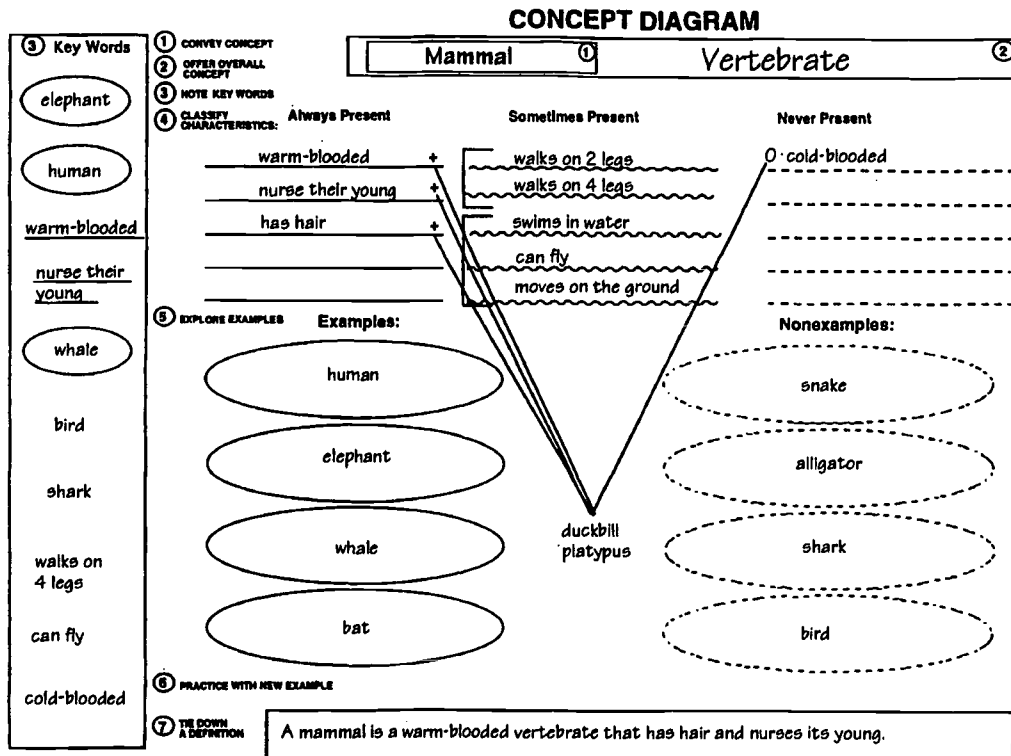 CONCEPT DIAGRAM
③ Key Words
elephant
human
warm-blooded
nurse their
young
whale
bird
shark
walks on
4 legs
can fly
cold-blooded
① CONVEY CONCEPT
② OFFER OVERALL
CONCEPT
③ NOTE KEY WORDS
④ CLASSIFY
CHARACTERISTICS:
Mammal ①
Vertebrate ②
Always Present
warm-blooded +
nurse their young +
has hair +
Sometimes Present
walks on 2 legs
walks on 4 legs
swims in water
can fly
moves on the ground
Never Present
O cold-blooded
⑤ EXPLORE EXAMPLES
Examples:
human
elephant
whale
bat
duckbill
platypus
Nonexamples:
snake
alligator
shark
bird
⑥ PRACTICE WITH NEW EXAMPLE
⑦ TIE DOWN
A DEFINITION
A mammal is a warm-blooded vertebrate that has hair and nurses its young.